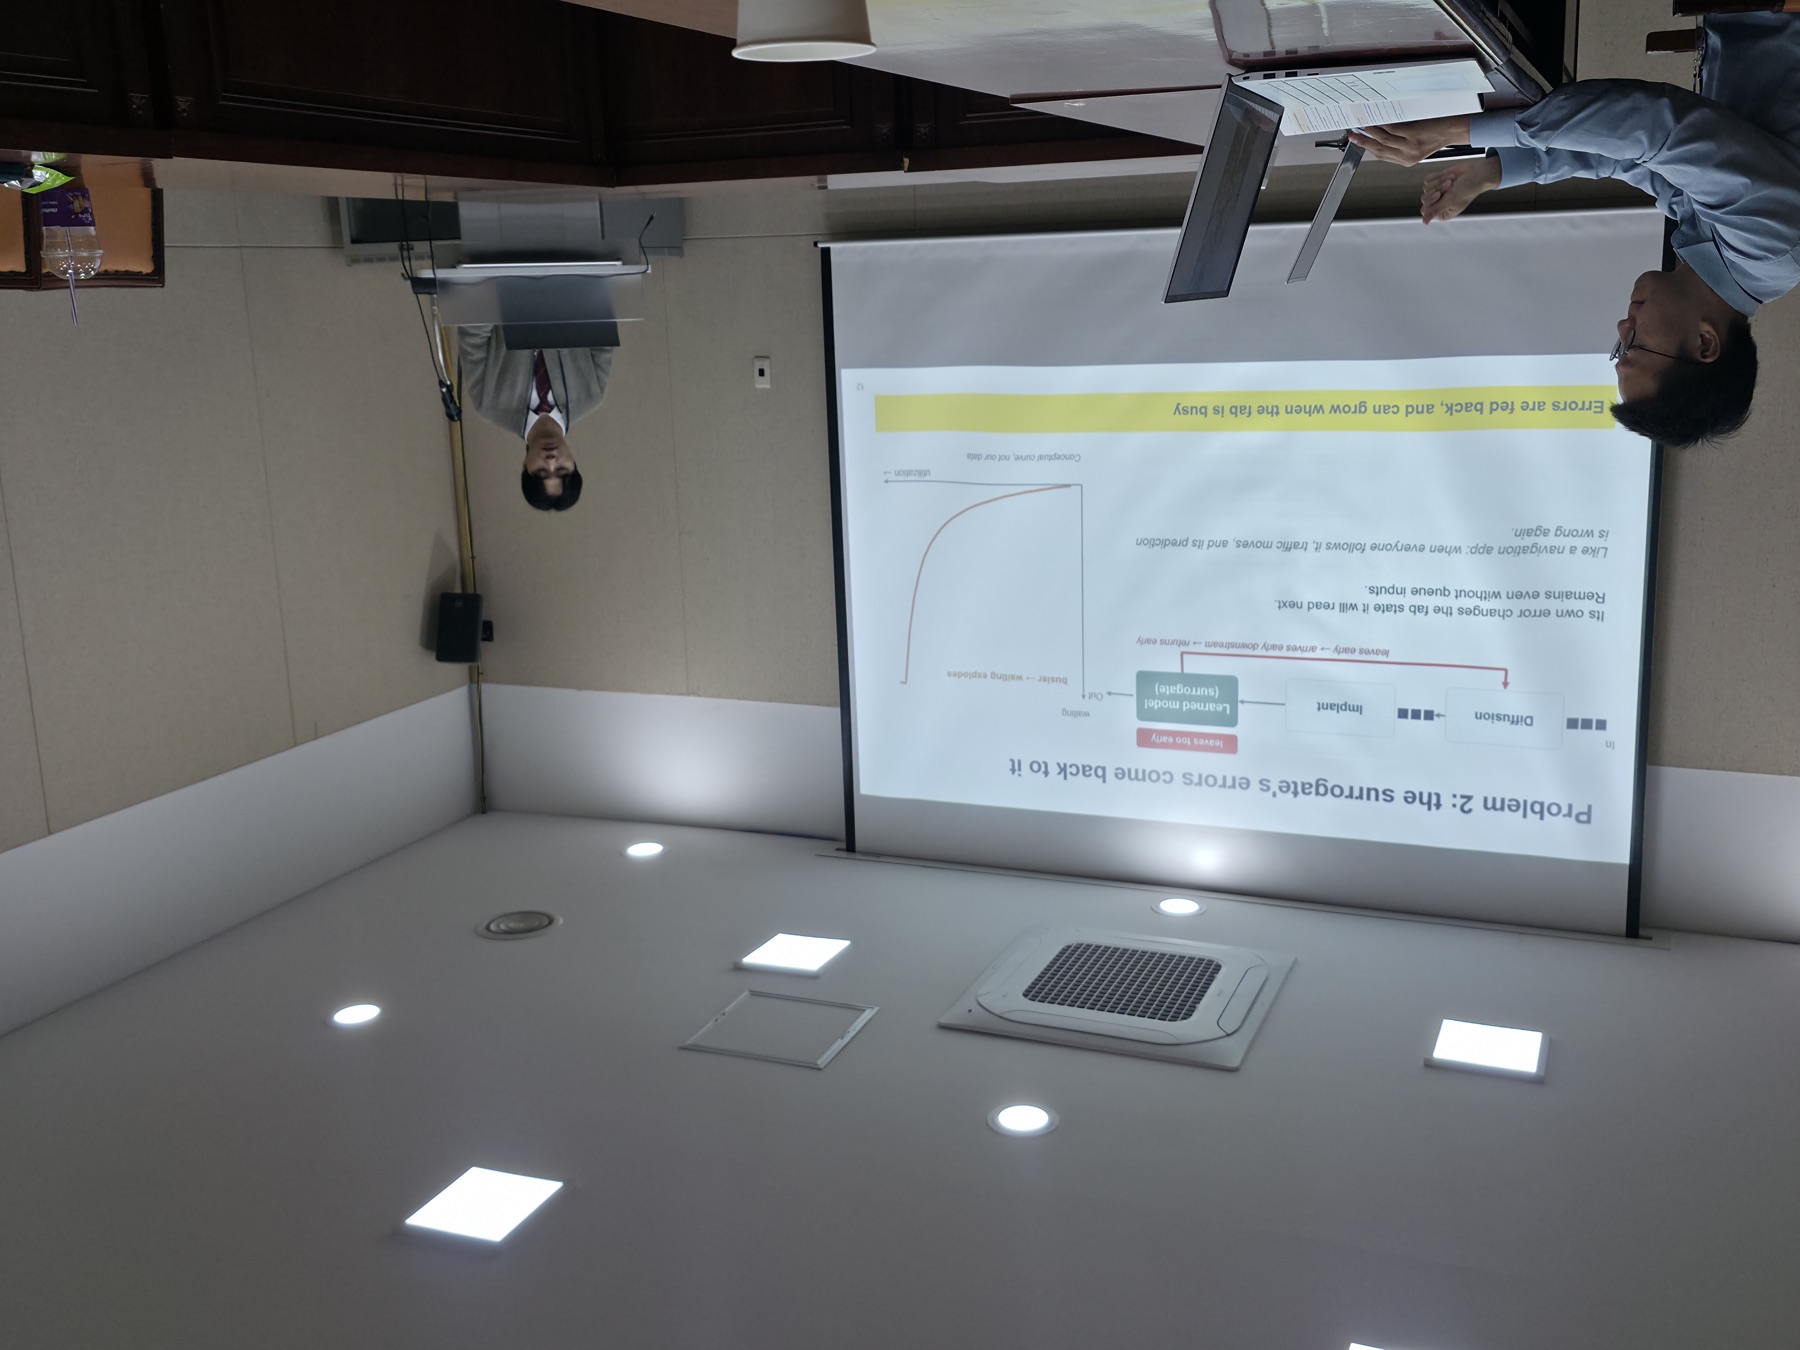 Problem 2: the surrogate's errors come back to it
In
Diffusion
Implant
leaves too early
Learned model
(surrogate)
Out
leaves early → arrives early downstream → returns early
waiting
busier → waiting explodes
utilization →
Conceptual curve, not our data
Its own error changes the fab state it will read next.
Remains even without queue inputs.
Like a navigation app: when everyone follows it, traffic moves, and its prediction
is wrong again.
Errors are fed back, and can grow when the fab is busy
12